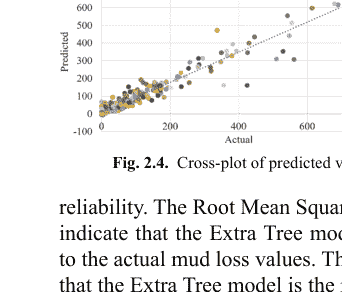 600
500
400
300
200
100
0
-100
Predicted
0 200 400 600
Actual
Fig. 2.4. Cross-plot of predicted v
reliability. The Root Mean Squar
indicate that the Extra Tree mod
to the actual mud loss values. Th
that the Extra Tree model is the